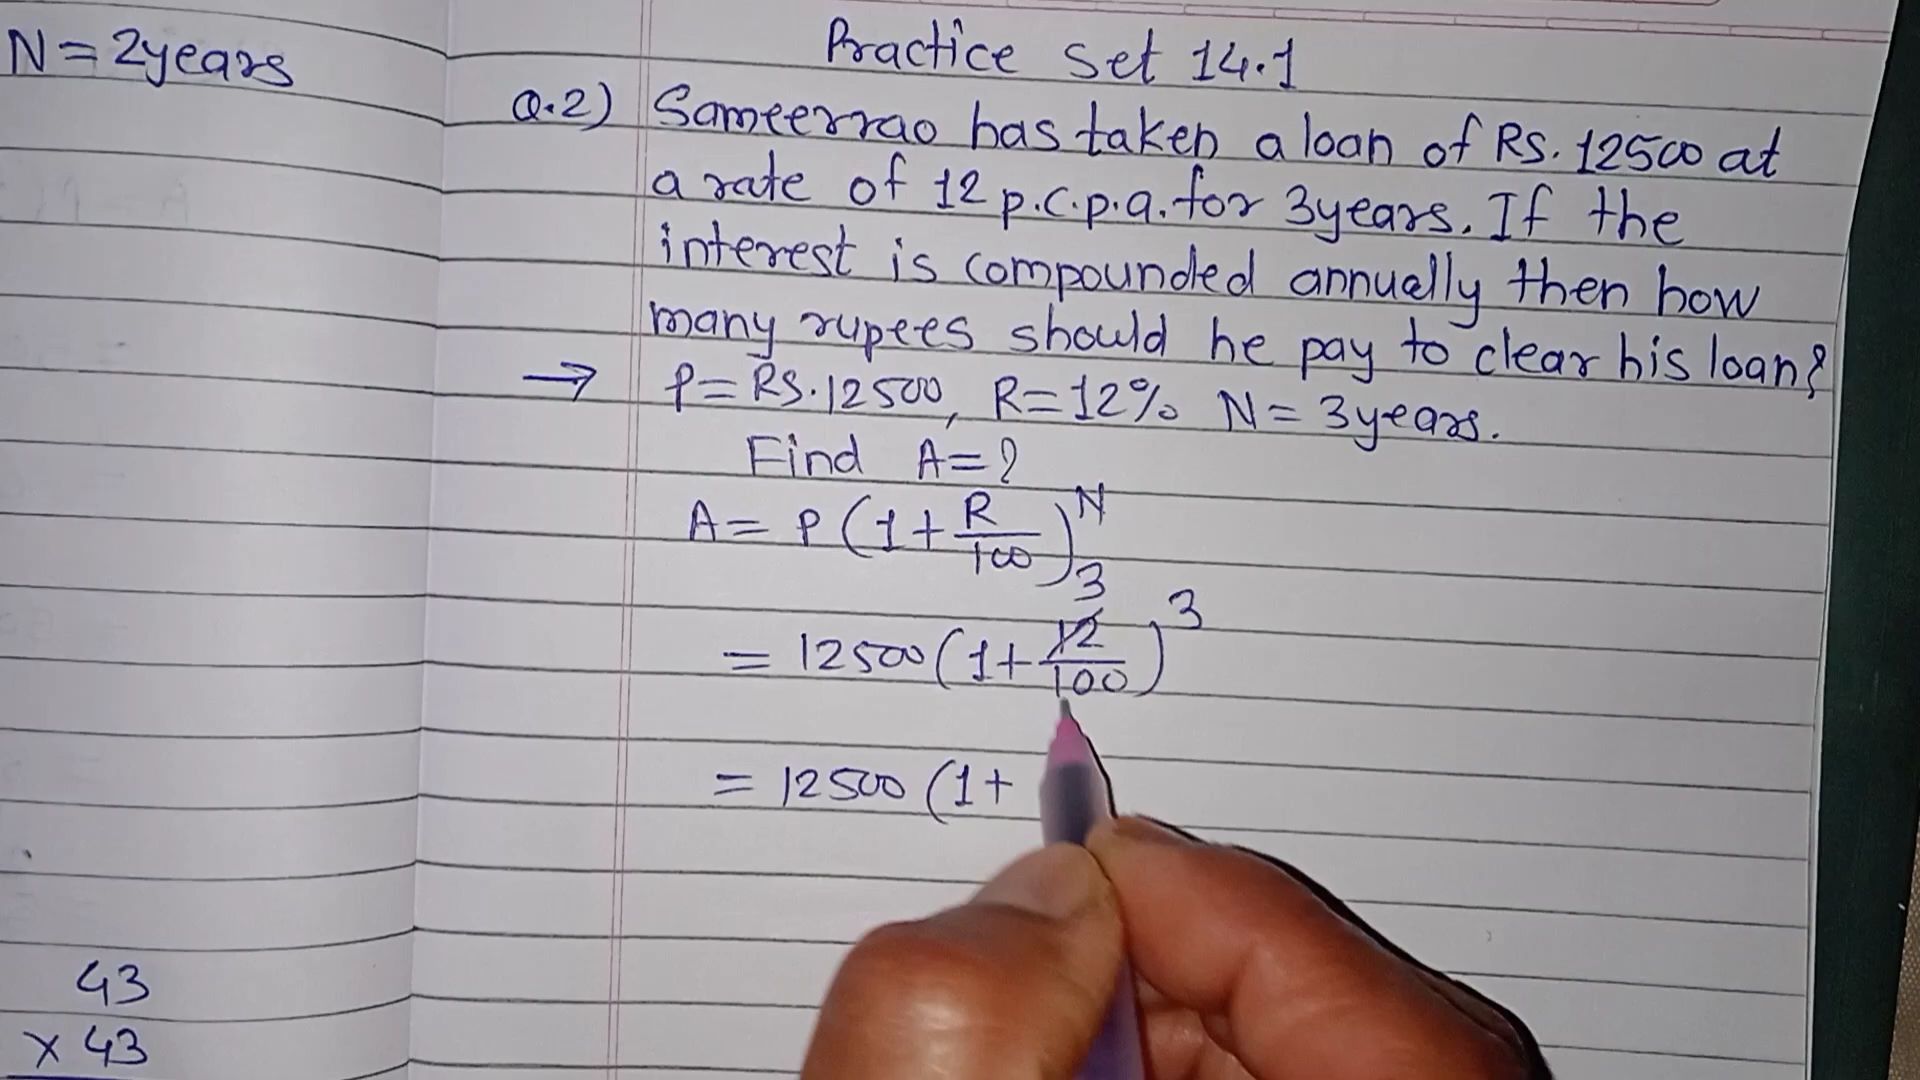 N = 2years
Practice Set 14.1
Q.2) Sameerrao has taken a loan of RS. 12500 at
a rate of 12 p.c.p.a. for 3years. If the
interest is compounded annually then how
many rupees should he pay to clear his loan?
→ P = RS. 12500, R = 12% N = 3years.
Find A = ?
A = P (1 + R/100)^N
3
= 12500 (1 + 12/100)^3
= 12500 (1 +
43
× 43